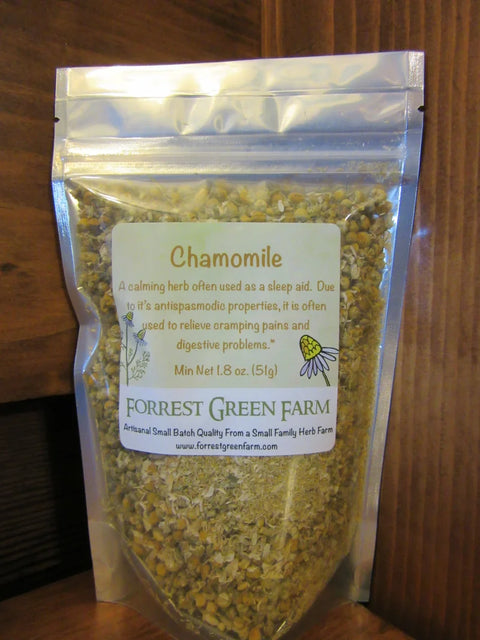 Chamomile
A calming herb often used as a sleep aid. Due
to it's antispasmodic properties, it is often
used to relieve cramping pains and
digestive problems.*
Min Net 1.8 oz. (51g)
FORREST GREEN FARM
Artisanal Small Batch Quality From a Small Family Herb Farm
www.forrestgreenfarm.com